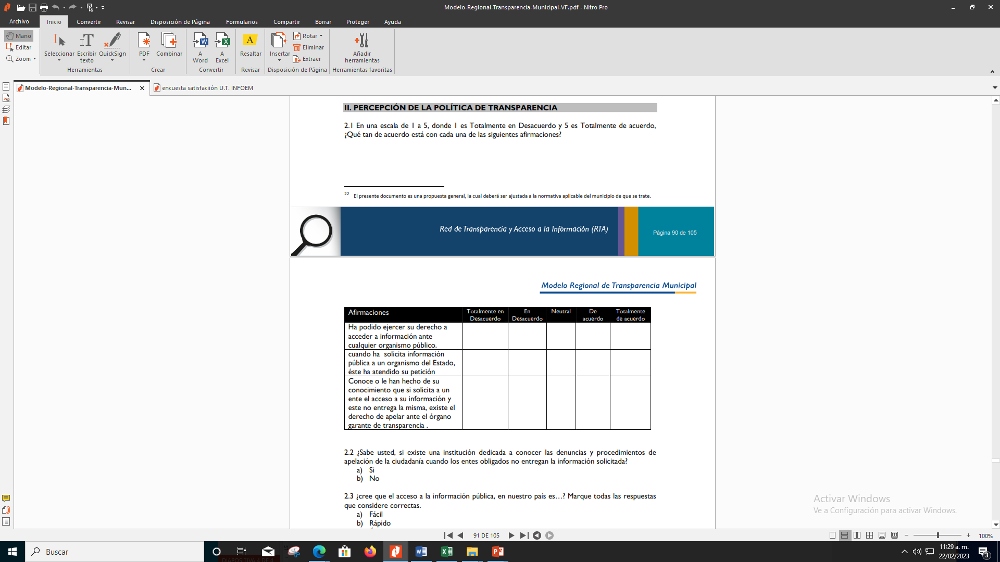 Modelo-Regional-Transparencia-Municipal-VF.pdf - Nitro Pro
Archivo
Inicio
Convertir
Revisar
Disposición de Página
Formularios
Compartir
Borrar
Proteger
Ayuda
Mano
Editar
Zoom
Seleccionar
Escribir texto
QuickSign
Herramientas
PDF
Combinar
Crear
A Word
A Excel
Convertir
Resaltar
Revisar
Insertar
Rotar
Eliminar
Extraer
Disposición de Página
Añadir herramientas
Herramientas favoritas
Modelo-Regional-Transparencia-Mun...
encuesta satisfaciión U.T. INFOEM
II. PERCEPCIÓN DE LA POLÍTICA DE TRANSPARENCIA
2.1 En una escala de 1 a 5, donde 1 es Totalmente en Desacuerdo y 5 es Totalmente de acuerdo,
¿Qué tan de acuerdo está con cada una de las siguientes afirmaciones?
22 El presente documento es una propuesta general, la cual deberá ser ajustada a la normativa aplicable del municipio de que se trate.
Red de Transparencia y Acceso a la Información (RTA)
Página 90 de 105
Modelo Regional de Transparencia Municipal
Afirmaciones
Totalmente en Desacuerdo
En Desacuerdo
Neutral
De acuerdo
Totalmente de acuerdo
Ha podido ejercer su derecho a
acceder a información ante
cualquier organismo público.
cuando ha  solicita información
pública a un organismo del Estado,
éste ha atendido su petición
Conoce o le han hecho de su
conocimiento que si solicita a un
ente el acceso a su información y
este no entrega la misma, existe el
derecho de apelar ante el órgano
garante de transparencia .
2.2 ¿Sabe usted, si existe una institución dedicada a conocer las denuncias y procedimientos de
apelación de la ciudadanía cuando los entes obligados no entregan la información solicitada?
a) Si
b) No
2.3 ¿cree que el acceso a la información pública, en nuestro país es…? Marque todas las respuestas
que considere correctas.
a) Fácil
b) Rápido
Activar Windows
Ve a Configuración para activar Windows.
91 DE 105
100%
Buscar
DIAPOSITIVA 4 DE 4
11:29 a. m.
22/02/2023
3